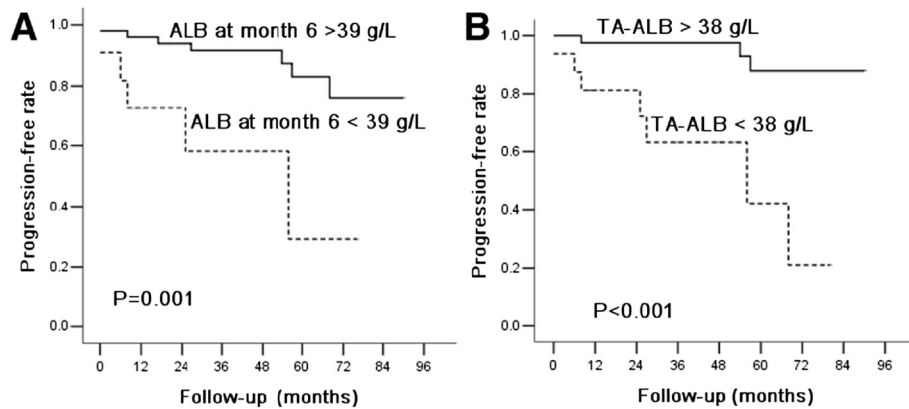 A
ALB at month 6 >39 g/L
ALB at month 6 < 39 g/L
P=0.001
Progression-free rate
1.0
0.8
0.6
0.4
0.2
0.0
0 12 24 36 48 60 72 84 96
Follow-up (months)
B
TA-ALB > 38 g/L
TA-ALB < 38 g/L
P<0.001
Progression-free rate
1.0
0.8
0.6
0.4
0.2
0.0
0 12 24 36 48 60 72 84 96
Follow-up (months)